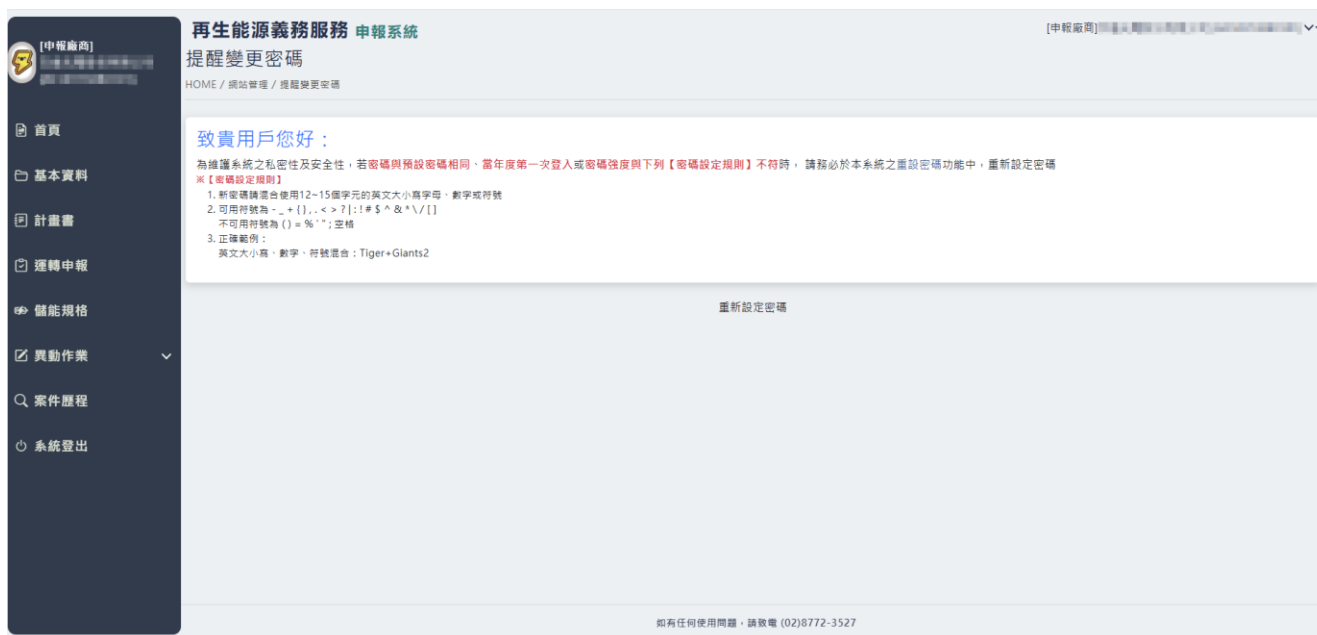 [申報廠商]
首頁
基本資料
計畫書
運轉申報
儲能規格
異動作業
案件歷程
系統登出
再生能源義務服務 申報系統
[申報廠商]
提醒變更密碼
HOME / 網站管理 / 提醒變更密碼
致貴用戶您好：
為維護系統之私密性及安全性，若密碼與預設密碼相同、當年度第一次登入或密碼強度與下列【密碼設定規則】不符時， 請務必於本系統之重設密碼功能中，重新設定密碼
※【密碼設定規則】
1. 新密碼請混合使用12~15個字元的英文大小寫字母、數字或符號
2. 可用符號為 - _ + { } , . < > ? | : ! # $ ^ & * \ / [ ]
不可用符號為 ( ) = % ` " ; 空格
3. 正確範例：
英文大小寫、數字、符號混合：Tiger+Giants2
重新設定密碼
如有任何使用問題，請致電 (02)8772-3527